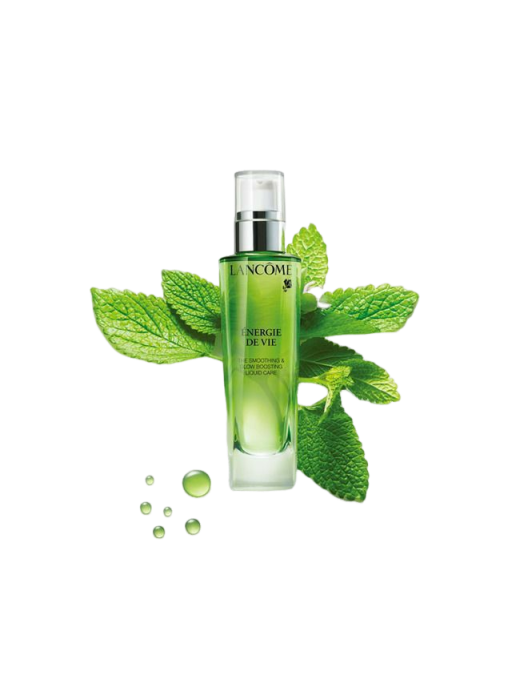 LANCÔME
ÉNERGIE
DE VIE
THE SMOOTHING &
GLOW BOOSTING
LIQUID CARE